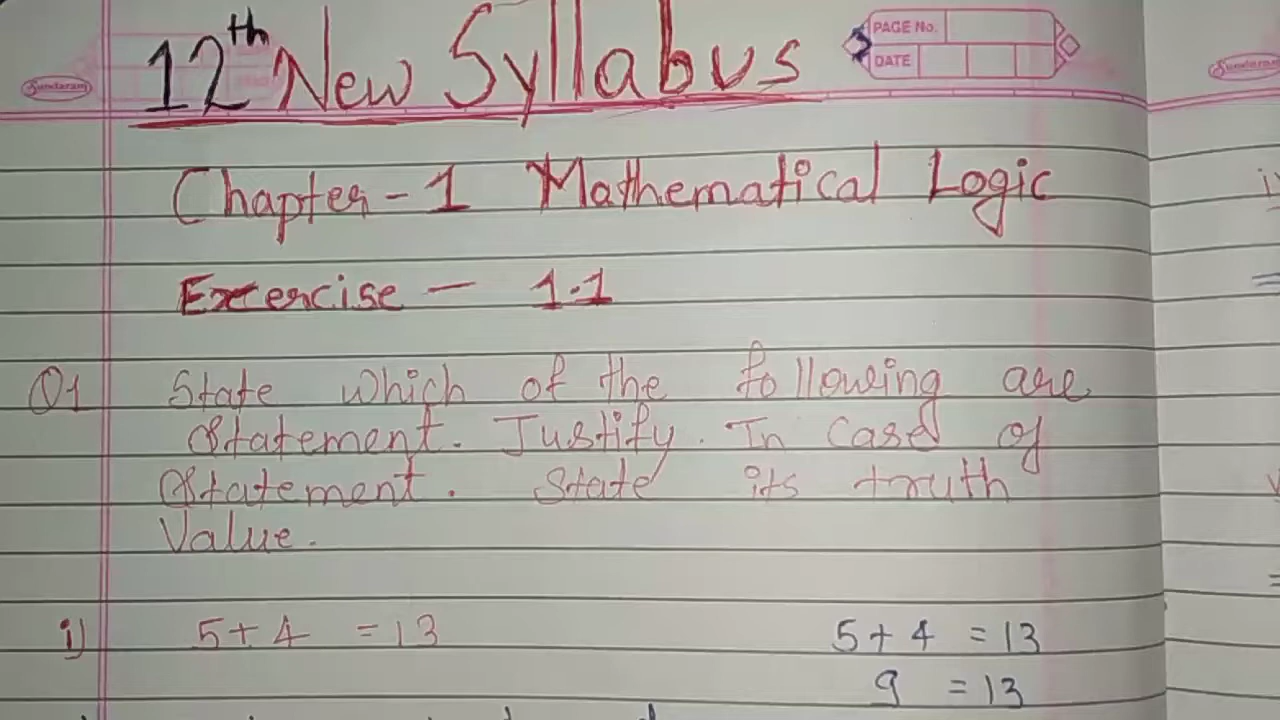 12th New Syllabus
PAGE No.
DATE
Sundaram
Sundaram
Chapter - 1 Mathematical Logic
Exercise - 1.1
Q1 State which of the following are
statement. Justify. In case of
statement. State its truth
Value.
i) 5 + 4 = 13
5 + 4 = 13
9 = 13